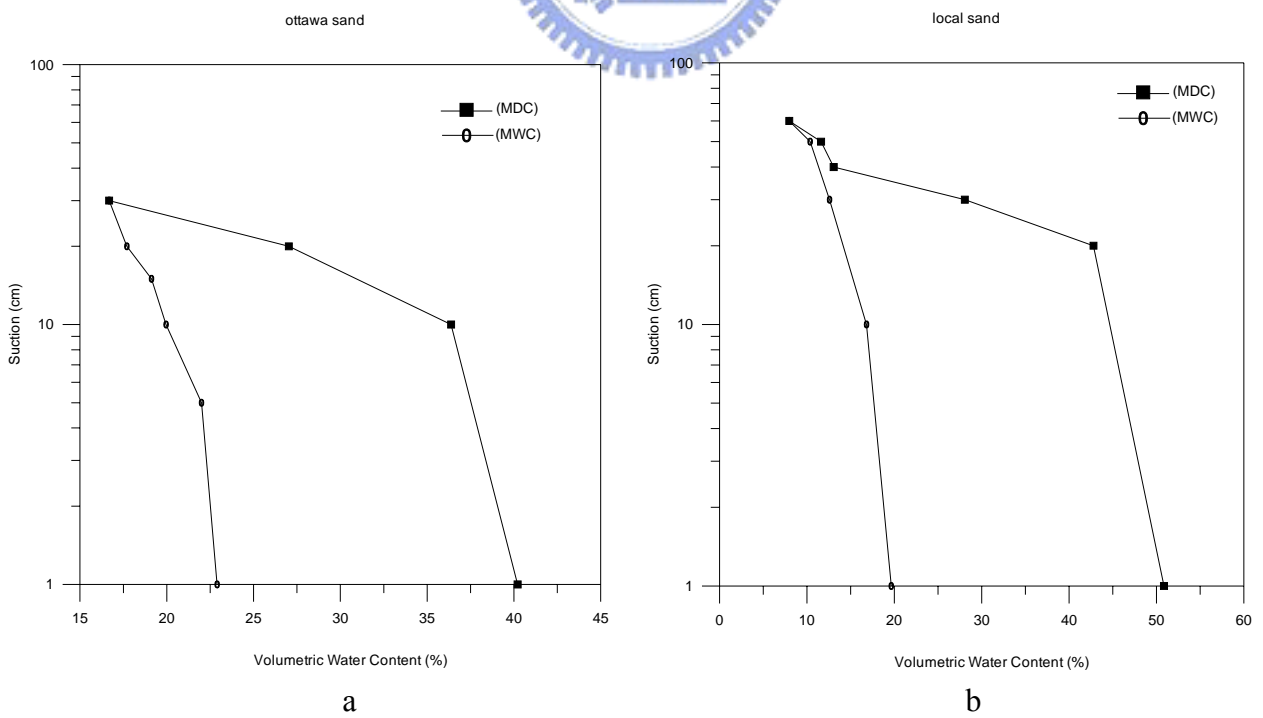 ottawa sand
100
10
1
Suction (cm)
(MDC)
(MWC)
15 20 25 30 35 40 45
Volumetric Water Content (%)
a
local sand
100
10
1
Suction (cm)
(MDC)
(MWC)
0 10 20 30 40 50 60
Volumetric Water Content (%)
b